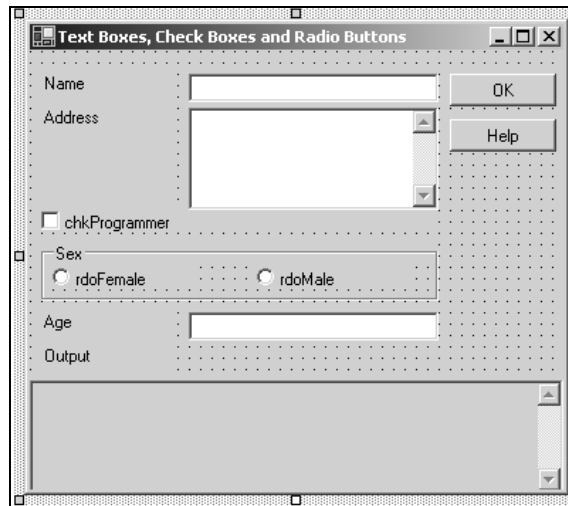 Text Boxes, Check Boxes and Radio Buttons
Name
OK
Address
Help
chkProgrammer
Sex
rdoFemale
rdoMale
Age
Output